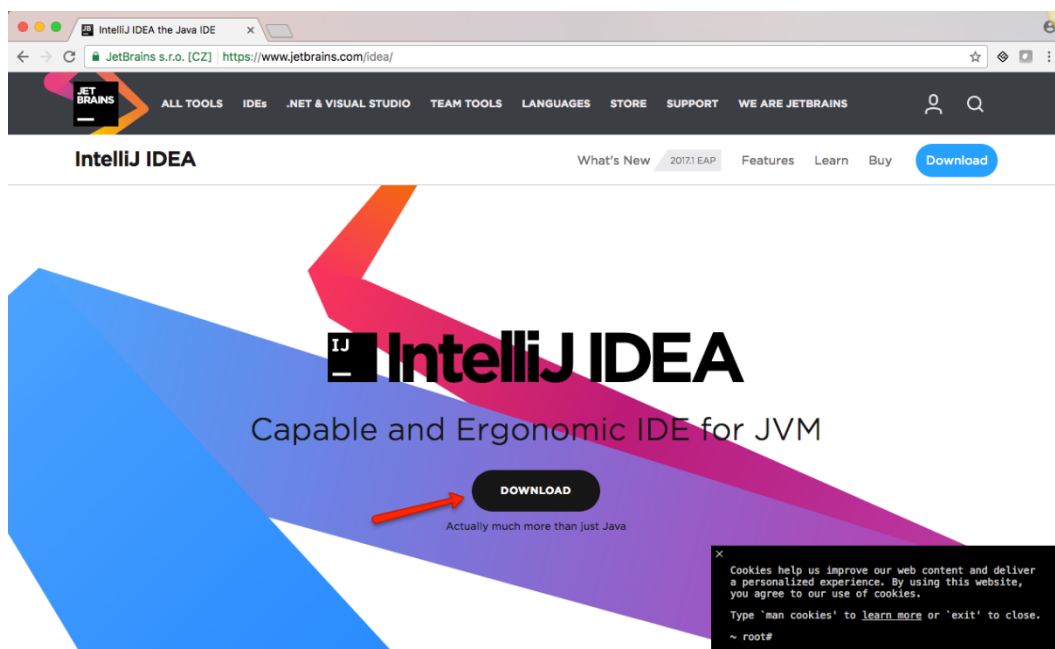 IntelliJ IDEA the Java IDE
JetBrains s.r.o. [CZ] https://www.jetbrains.com/idea/
JET
BRAINS
ALL TOOLS IDEs .NET & VISUAL STUDIO TEAM TOOLS LANGUAGES STORE SUPPORT WE ARE JETBRAINS
IntelliJ IDEA What's New 2017.1 EAP Features Learn Buy Download
IJ
IntelliJ IDEA
Capable and Ergonomic IDE for JVM
DOWNLOAD
Actually much more than just Java
Cookies help us improve our web content and deliver
a personalized experience. By using this website,
you agree to our use of cookies.
Type `man cookies' to learn more or `exit' to close.
~ root#